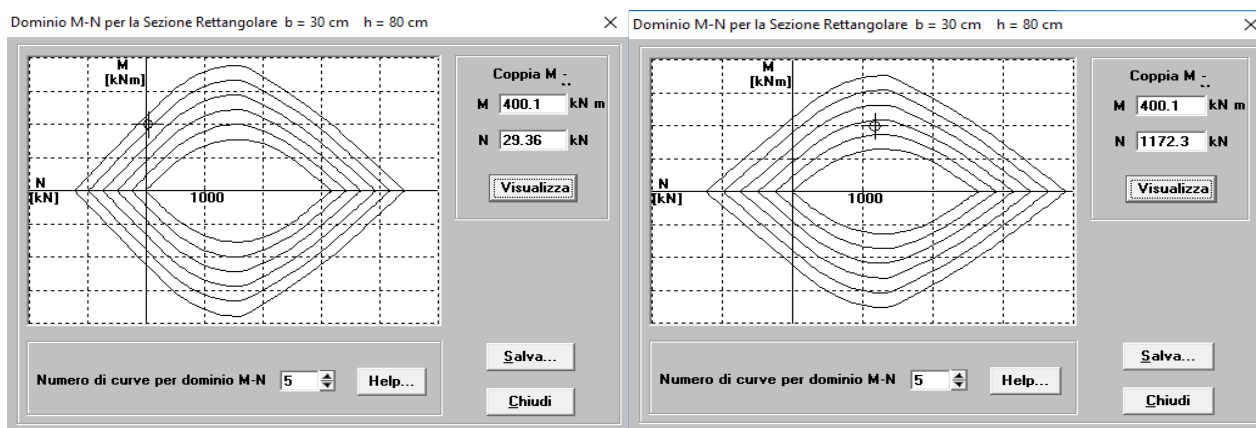 Dominio M-N per la Sezione Rettangolare b = 30 cm h = 80 cm
M
[kNm]
N
[kN]
1000
Coppia M -
M 400.1 kN m
N 29.36 kN
Visualizza
Numero di curve per dominio M-N 5 Help...
Salva...
Chiudi
Dominio M-N per la Sezione Rettangolare b = 30 cm h = 80 cm
M
[kNm]
N
[kN]
1000
Coppia M -
M 400.1 kN m
N 1172.3 kN
Visualizza
Numero di curve per dominio M-N 5 Help...
Salva...
Chiudi